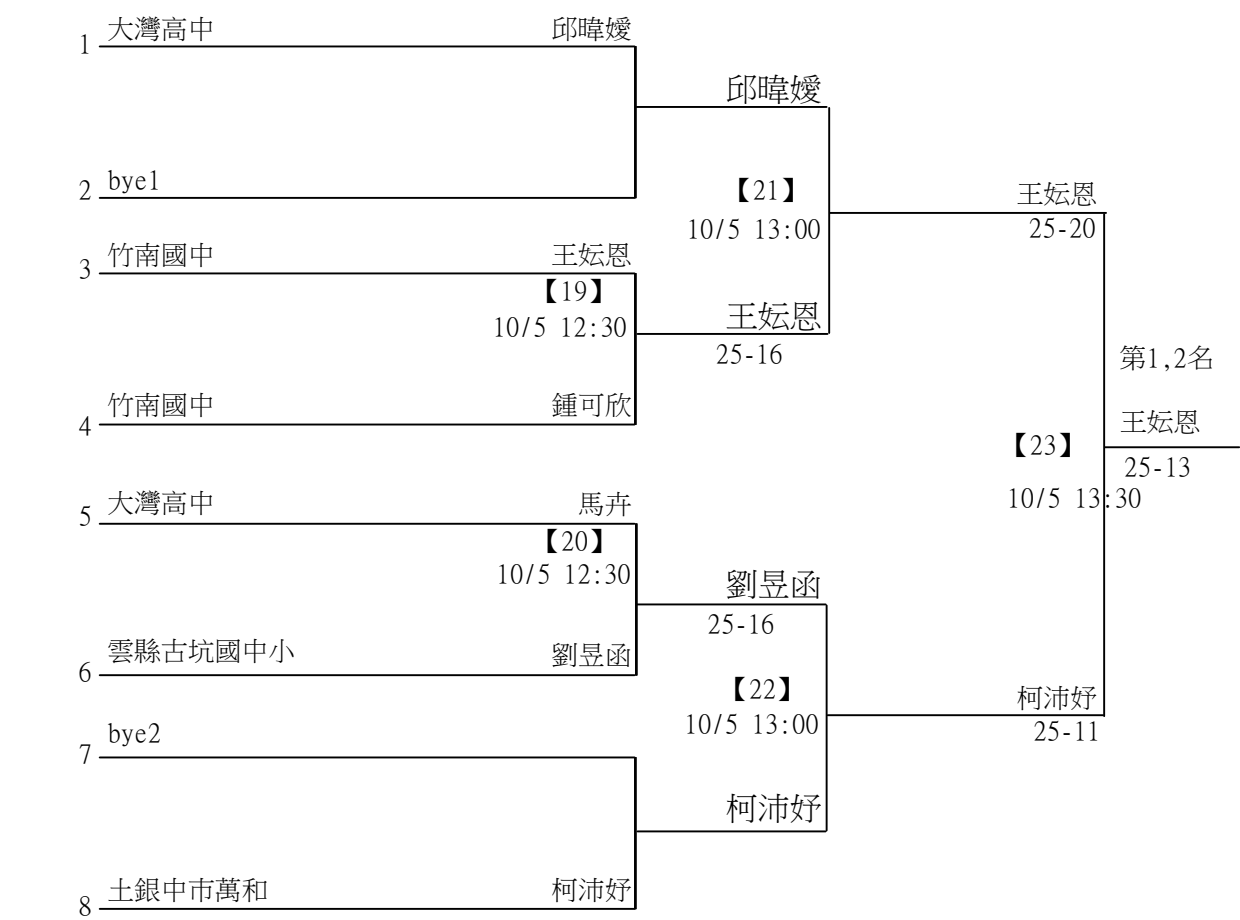 1 大灣高中 邱暐嬡
邱暐嬡
2 bye1
【21】
10/5 13:00
王妘恩
25-20
3 竹南國中 王妘恩
【19】
10/5 12:30
王妘恩
25-16
4 竹南國中 鍾可欣
第1,2名
王妘恩
25-13
【23】
10/5 13:30
5 大灣高中 馬卉
【20】
10/5 12:30
劉昱函
25-16
6 雲縣古坑國中小 劉昱函
【22】
10/5 13:00
柯沛妤
25-11
7 bye2
柯沛妤
8 土銀中市萬和 柯沛妤